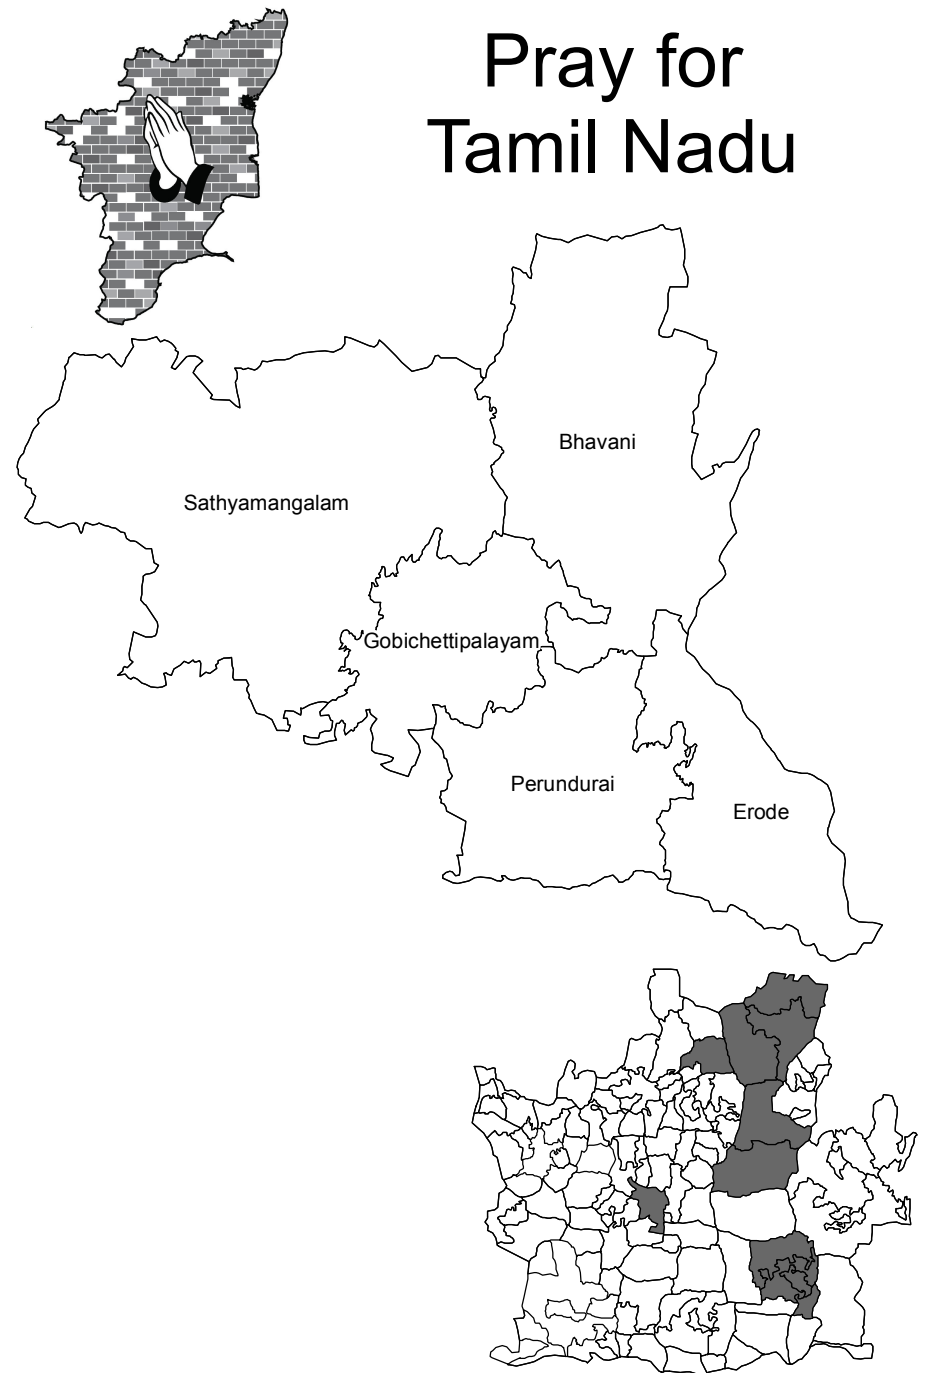 Pray for
Tamil Nadu
Bhavani
Sathyamangalam
Gobichettipalayam
Perundurai
Erode